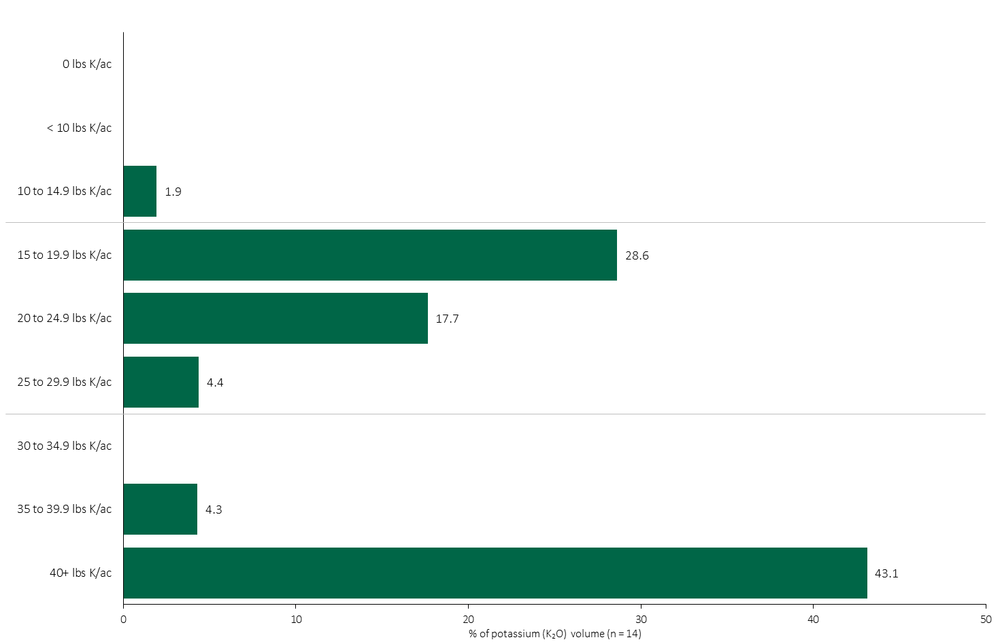 0 lbs K/ac
< 10 lbs K/ac
10 to 14.9 lbs K/ac 1.9
15 to 19.9 lbs K/ac 28.6
20 to 24.9 lbs K/ac 17.7
25 to 29.9 lbs K/ac 4.4
30 to 34.9 lbs K/ac
35 to 39.9 lbs K/ac 4.3
40+ lbs K/ac 43.1
0 10 20 30 40 50
% of potassium (K₂O) volume (n = 14)